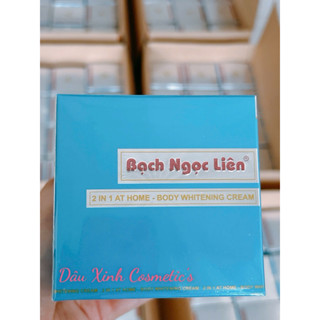 Bạch Ngọc Liên®
2 IN 1 AT HOME - BODY WHITENING CREAM
Dâu Xinh Cosmetic's